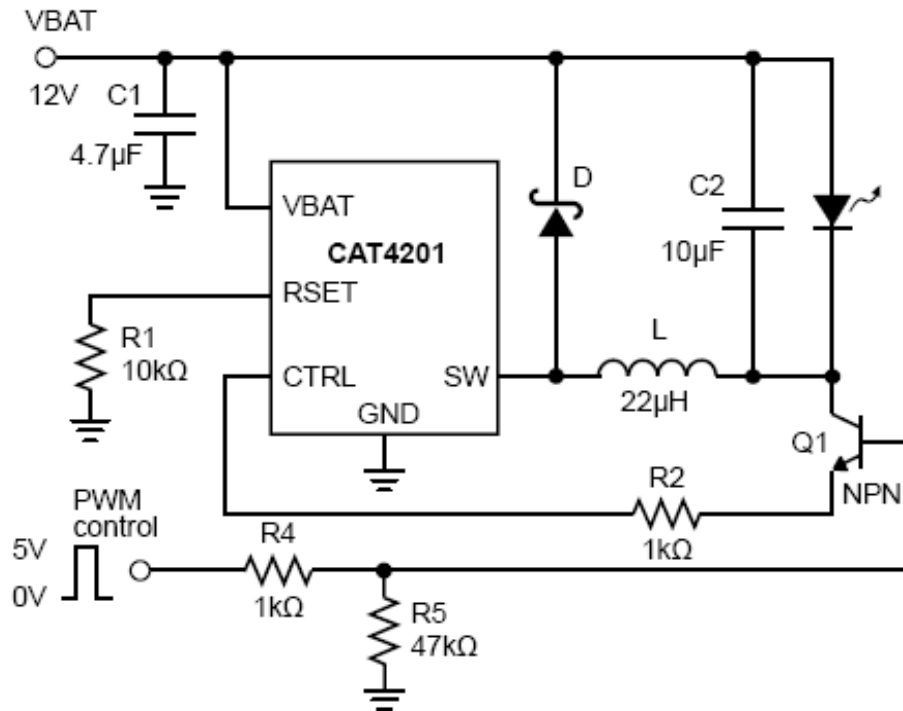 VBAT
12V
C1
4.7µF
VBAT
CAT4201
RSET
CTRL
SW
GND
D
C2
10µF
L
22µH
R1
10kΩ
Q1
NPN
R2
1kΩ
PWM
control
5V
0V
R4
1kΩ
R5
47kΩ